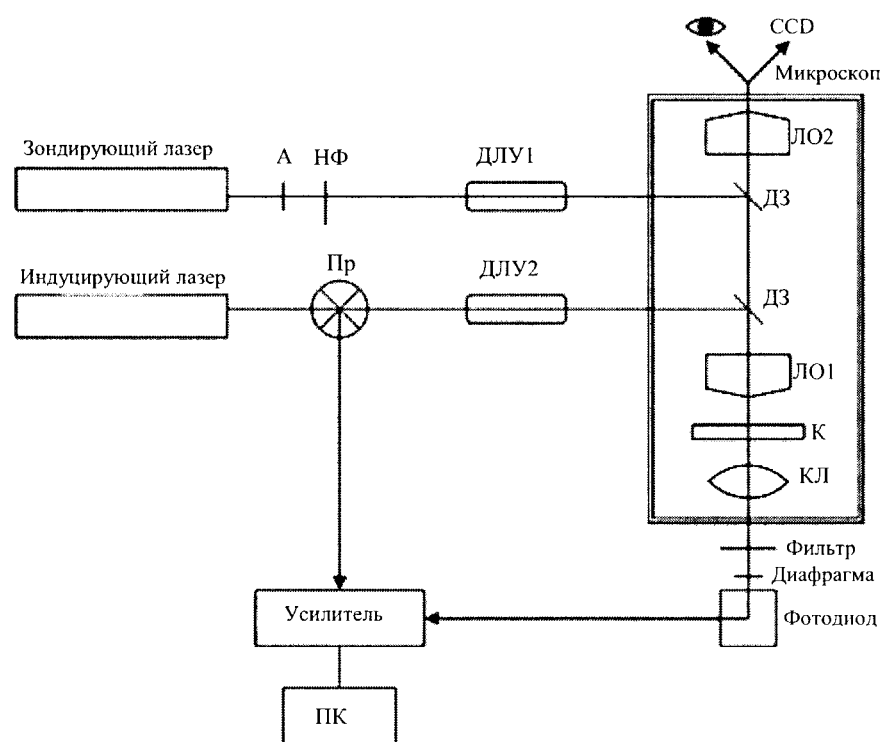 CCD
Микроскоп
ЛО2
Зондирующий лазер
А
НФ
ДЛУ1
ДЗ
Индуцирующий лазер
Пр
ДЛУ2
ДЗ
ЛО1
К
КЛ
Фильтр
Диафрагма
Усилитель
Фотодиод
ПК